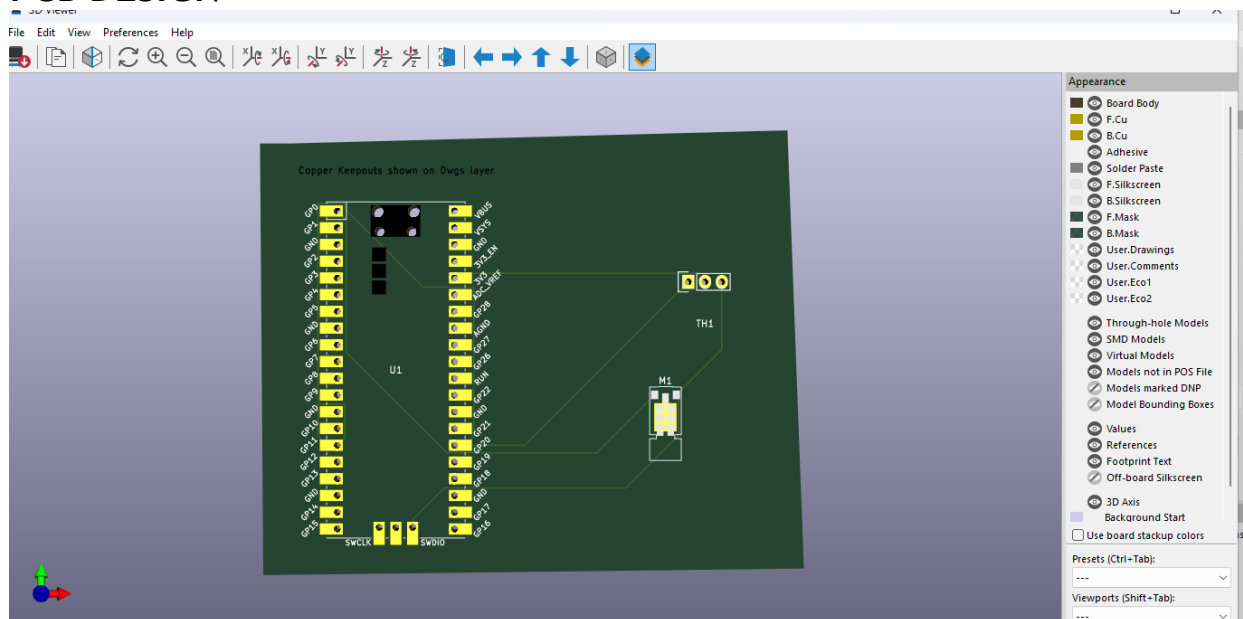 File Edit View Preferences Help
Appearance
Board Body
F.Cu
B.Cu
Adhesive
Solder Paste
F.Silkscreen
B.Silkscreen
F.Mask
B.Mask
User.Drawings
User.Comments
User.Eco1
User.Eco2
Through-hole Models
SMD Models
Virtual Models
Models not in POS File
Models marked DNP
Model Bounding Boxes
Values
References
Footprint Text
Off-board Silkscreen
3D Axis
Background Start
Use board stackup colors
Presets (Ctrl+Tab):
---
Viewports (Shift+Tab):
---
Copper Keepouts shown on Dwgs layer
GP0
GP1
GND
GP2
GP3
GP4
GP5
GND
GP6
GP7
GP8
GP9
GND
GP10
GP11
GP12
GP13
GND
GP14
GP15
U1
VBUS
VSYS
GND
3V3_EN
3V3
ADC_VREF
GP28
AGND
GP27
GP26
RUN
GP22
GND
GP21
GP20
GP19
GP18
GND
GP17
GP16
SWCLK
SWDIO
TH1
M1